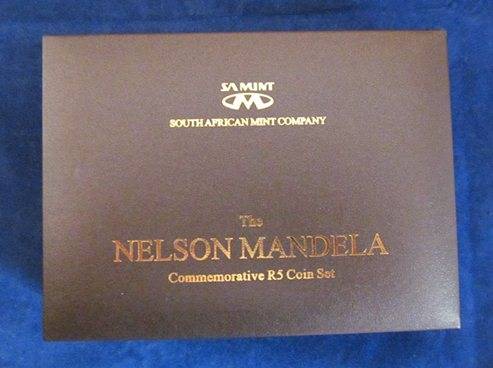 SA MINT
SOUTH AFRICAN MINT COMPANY
The
NELSON MANDELA
Commemorative R5 Coin Set